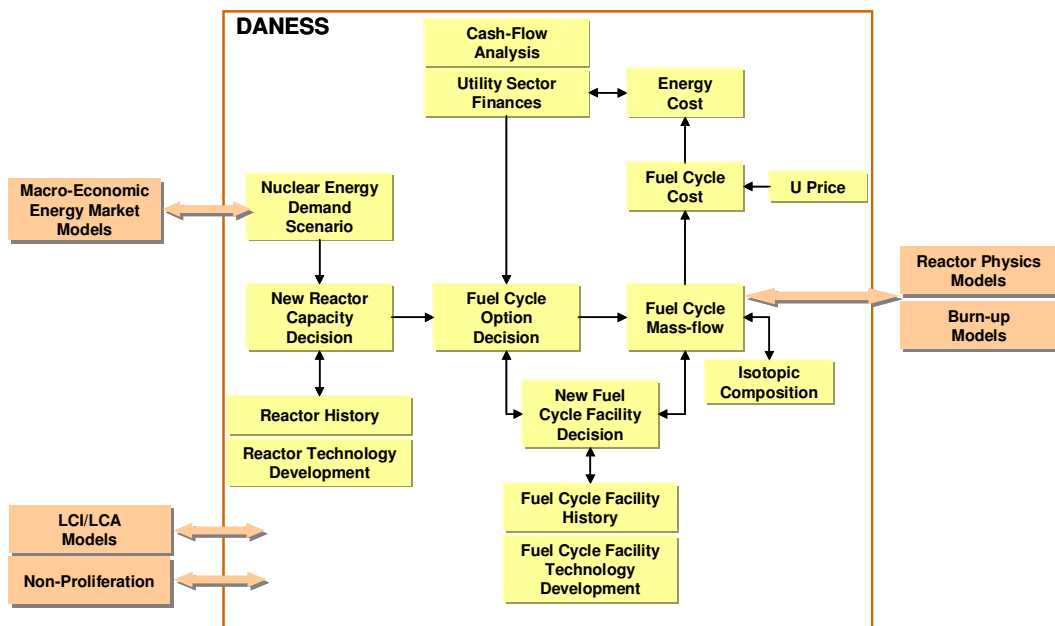 DANESS
Cash-Flow
Analysis
Utility Sector
Finances
Energy
Cost
Macro-Economic
Energy Market
Models
Nuclear Energy
Demand
Scenario
Fuel Cycle
Cost
U Price
New Reactor
Capacity
Decision
Fuel Cycle
Option
Decision
Fuel Cycle
Mass-flow
Reactor Physics
Models
Burn-up
Models
Isotopic
Composition
New Fuel
Cycle Facility
Decision
Reactor History
Reactor Technology
Development
Fuel Cycle Facility
History
Fuel Cycle Facility
Technology
Development
LCI/LCA
Models
Non-Proliferation